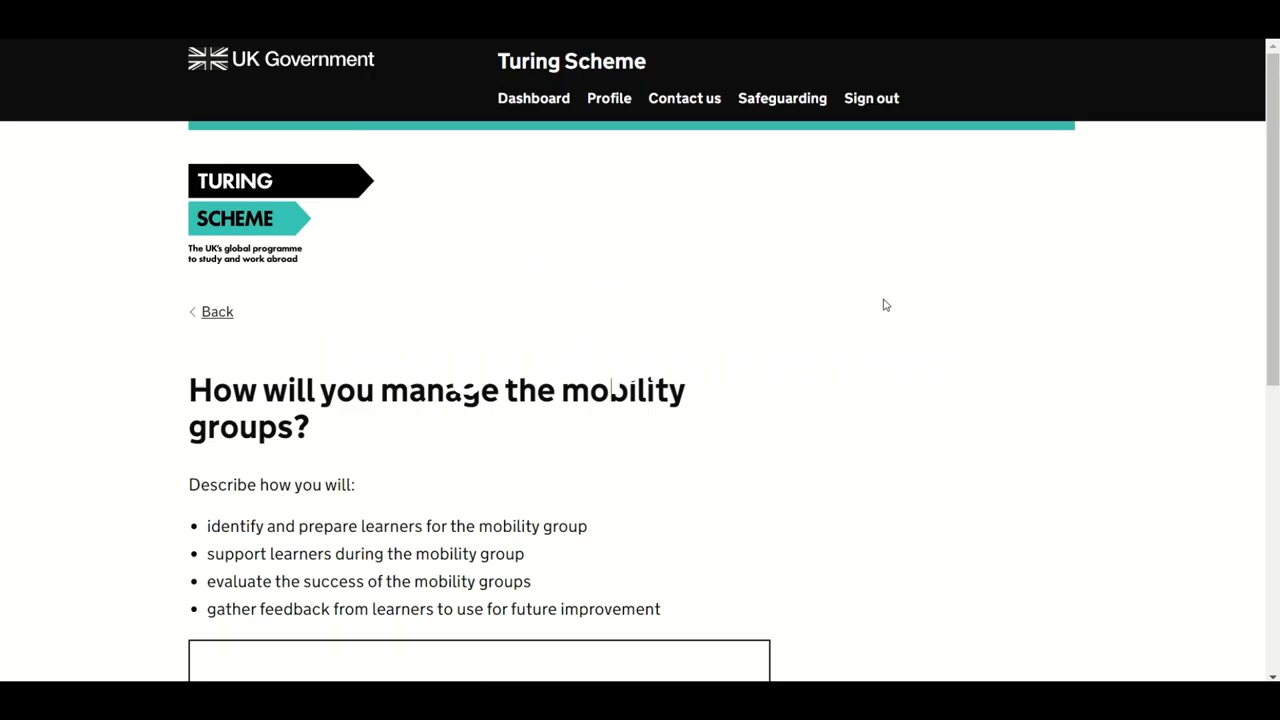 UK Government
Turing Scheme
Dashboard Profile Contact us Safeguarding Sign out
TURING
SCHEME
The UK's global programme
to study and work abroad
Back
How will you manage the mobility
groups?
Describe how you will:
• identify and prepare learners for the mobility group
• support learners during the mobility group
• evaluate the success of the mobility groups
• gather feedback from learners to use for future improvement